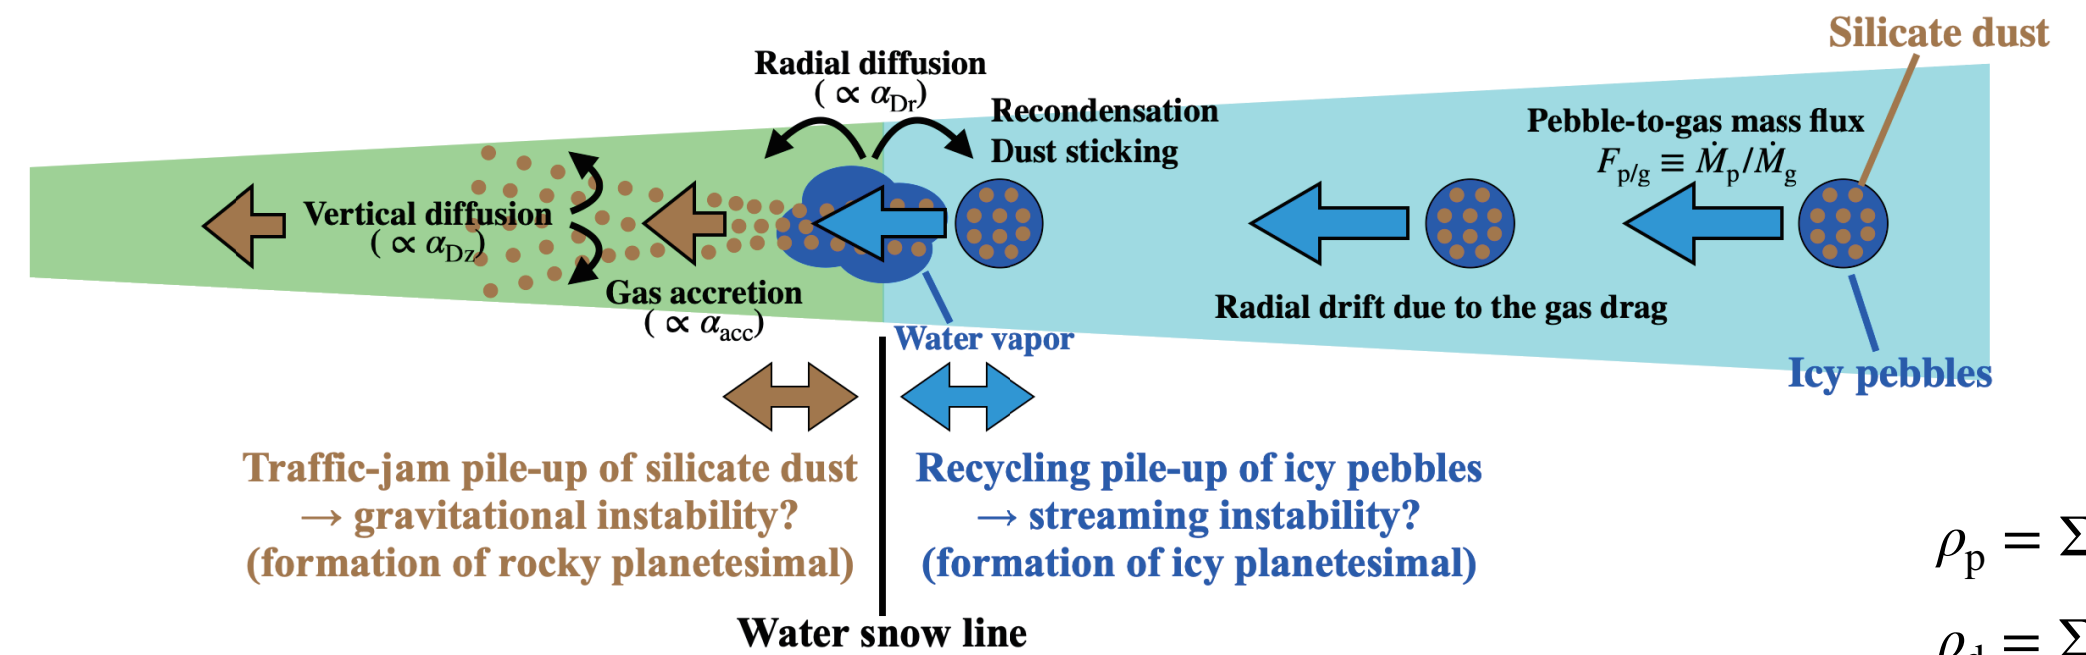 Silicate dust
Radial diffusion
( ∝ α_Dr)
Recondensation
Dust sticking
Pebble-to-gas mass flux
F_p/g ≡ Ṁ_p/Ṁ_g
Vertical diffusion
( ∝ α_Dz)
Gas accretion
( ∝ α_acc)
Radial drift due to the gas drag
Water vapor
Icy pebbles
Traffic-jam pile-up of silicate dust
→ gravitational instability?
(formation of rocky planetesimal)
Recycling pile-up of icy pebbles
→ streaming instability?
(formation of icy planetesimal)
Water snow line
ρ_p = Σ
ρ_d = Σ